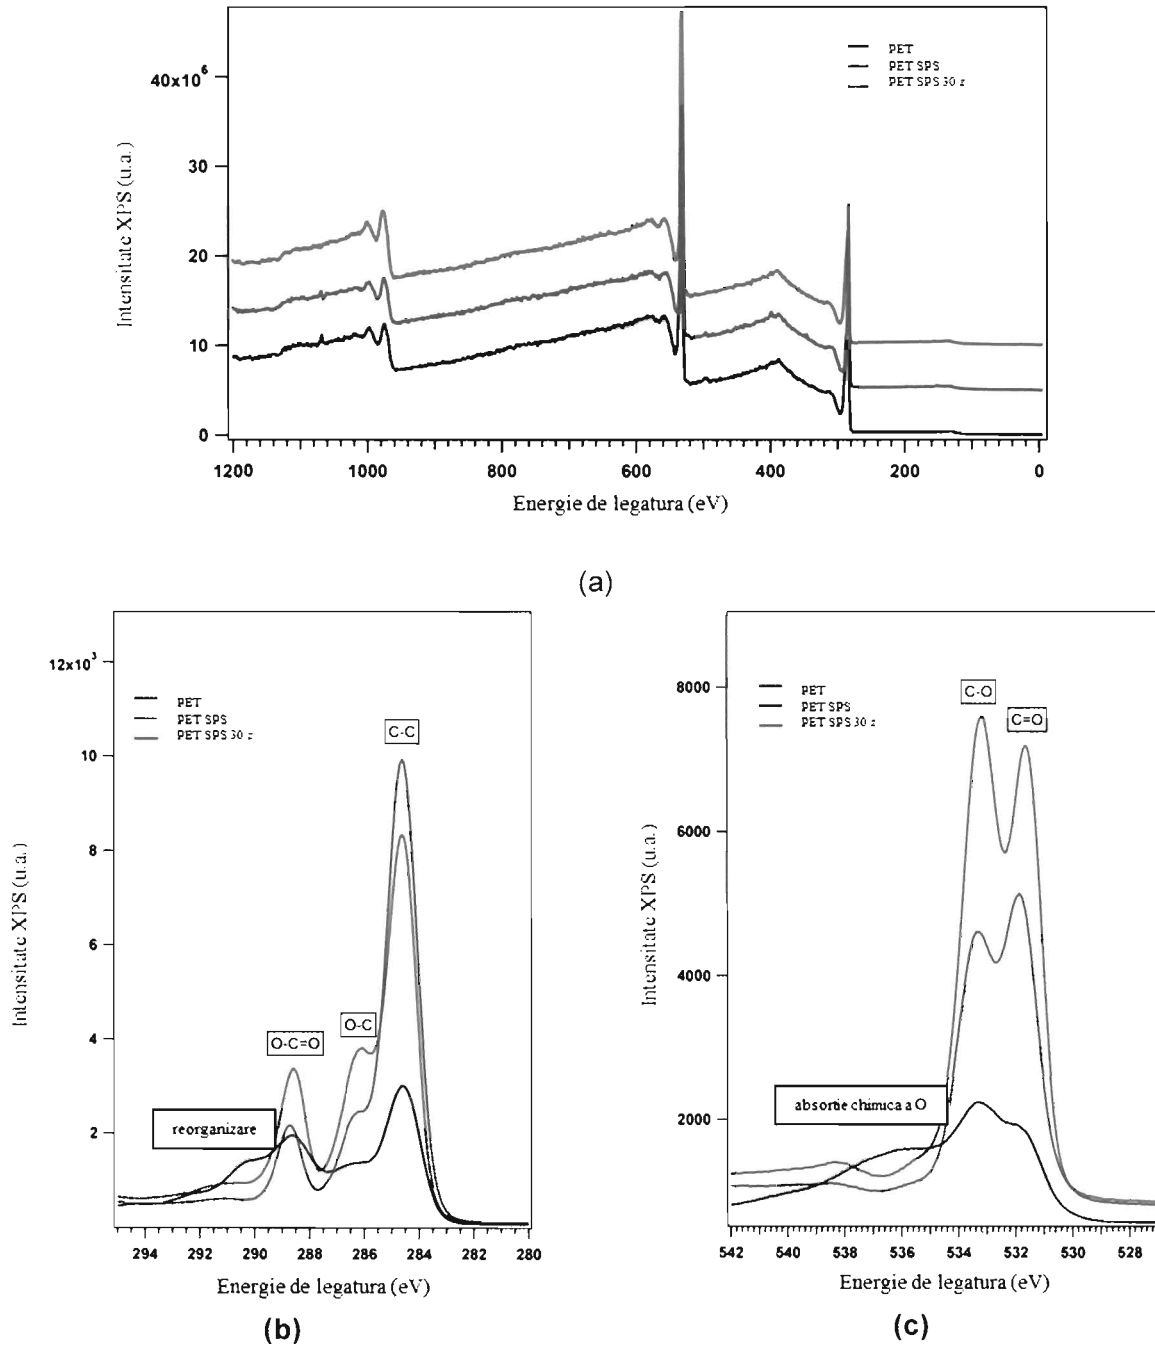 PET
PET SPS
PET SPS 30 z
40x10⁶
30
20
10
0
Intensitate XPS (u.a.)
1200 1000 800 600 400 200 0
Energie de legatura (eV)
(a)
12x10³
10
8
6
4
2
Intensitate XPS (u.a.)
PET
PET SPS
PET SPS 30 z
C-C
O-C
O-C=O
reorganizare
294 292 290 288 286 284 282 280
Energie de legatura (eV)
(b)
8000
6000
4000
2000
Intensitate XPS (u.a.)
PET
PET SPS
PET SPS 30 z
C-O
C=O
absortie chimica a O
542 540 538 536 534 532 530 528
Energie de legatura (eV)
(c)